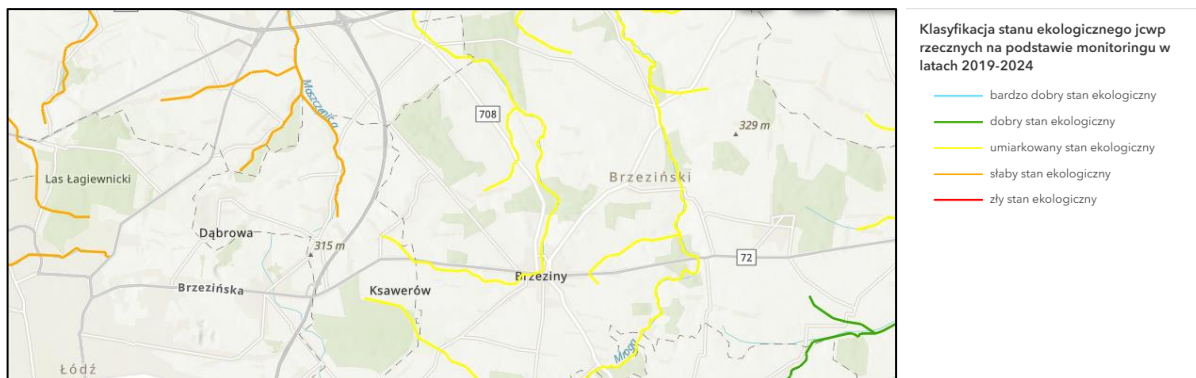 Moszczenica
708
329 m
Las Łagiewnicki
Brzeziński
Dąbrowa
315 m
72
Brzezińska
Brzeziny
Ksawerów
Mroga
Łódź
Klasyfikacja stanu ekologicznego jcwp
rzecznych na podstawie monitoringu w
latach 2019-2024
bardzo dobry stan ekologiczny
dobry stan ekologiczny
umiarkowany stan ekologiczny
słaby stan ekologiczny
zły stan ekologiczny